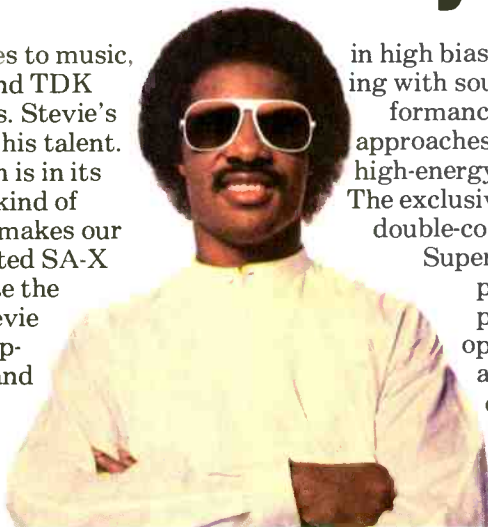 es to music,
nd TDK
s. Stevie's
his talent.
n is in its
kind of
makes our
ted SA-X
e the
evie
p-
and
in high bias
ing with sou
formanc
approaches
high-energy
The exclusiv
double-co
Super
p
p
op
a